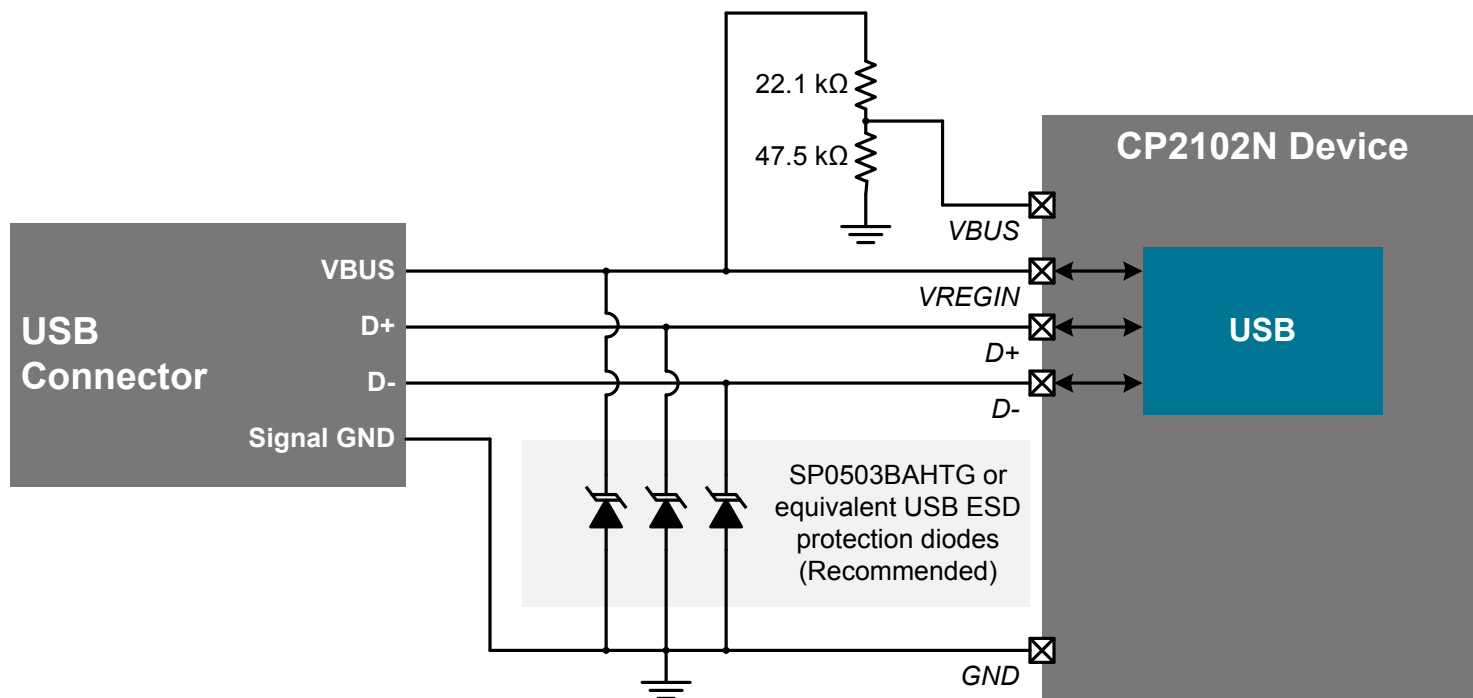 22.1 kΩ
47.5 kΩ
CP2102N Device
VBUS
VBUS
VREGIN
USB
Connector
D+
D+
USB
D-
D-
Signal GND
SP0503BAHTG or
equivalent USB ESD
protection diodes
(Recommended)
GND